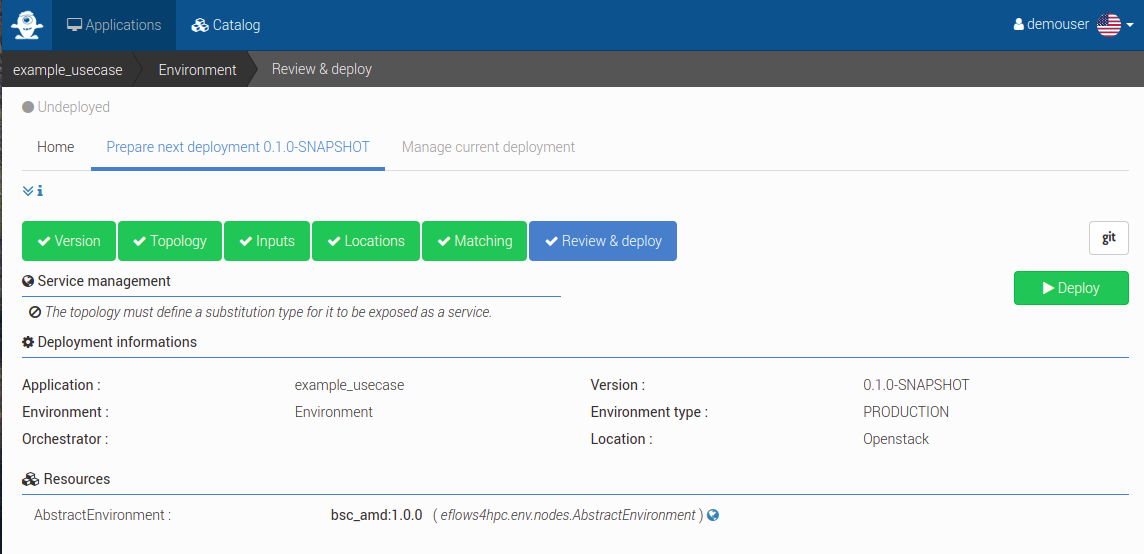 Applications Catalog demouser
example_usecase Environment Review & deploy
Undeployed
Home Prepare next deployment 0.1.0-SNAPSHOT Manage current deployment
Version Topology Inputs Locations Matching Review & deploy git
Service management Deploy
The topology must define a substitution type for it to be exposed as a service.
Deployment informations
Application : example_usecase Version : 0.1.0-SNAPSHOT
Environment : Environment Environment type : PRODUCTION
Orchestrator : Location : Openstack
Resources
AbstractEnvironment : bsc_amd:1.0.0 ( eflows4hpc.env.nodes.AbstractEnvironment )